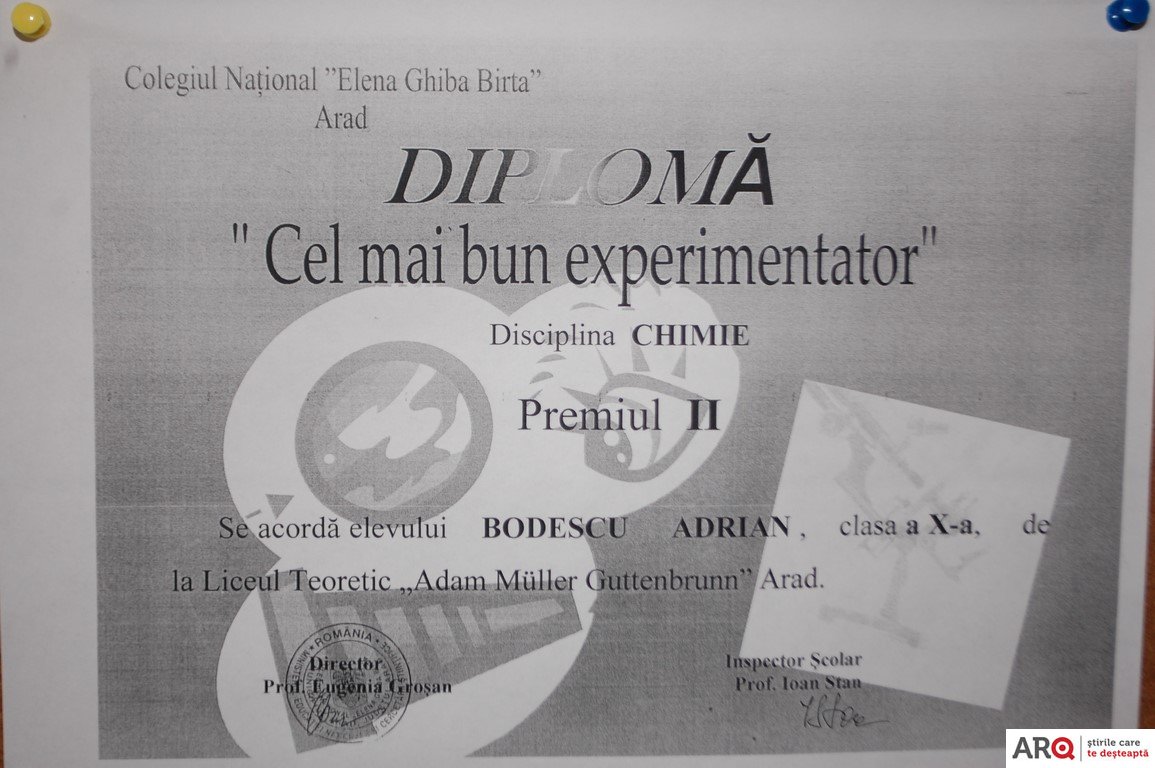 Colegiul Național ”Elena Ghiba Birta”
Arad
DIPLOMĂ
" Cel mai bun experimentator"
Disciplina CHIMIE
Premiul II
Se acordă elevului BODESCU ADRIAN, clasa a X-a, de
la Liceul Teoretic „Adam Müller Guttenbrunn” Arad.
Director
Prof. Eugenia Groșan
Inspector Școlar
Prof. Ioan Stan
ROMÂNIA
ARQ știrile care
te deșteaptă